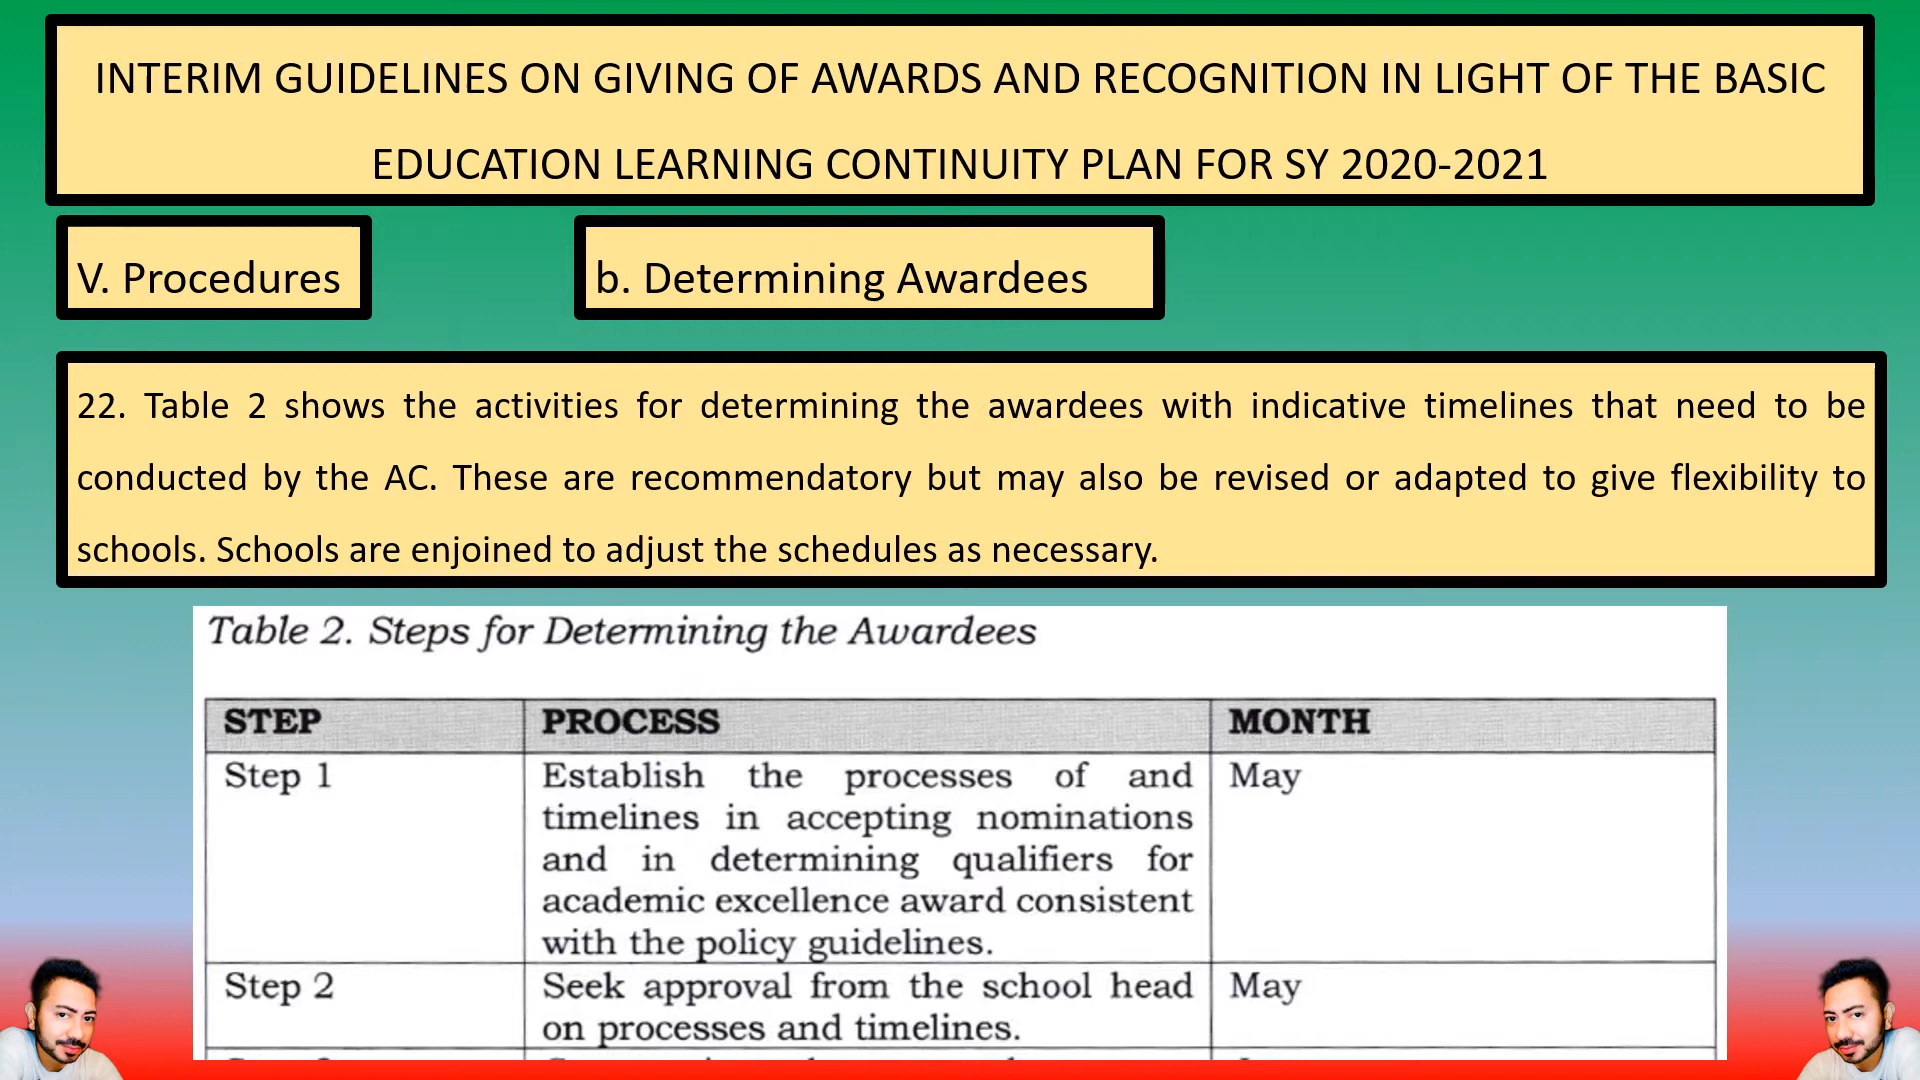 INTERIM GUIDELINES ON GIVING OF AWARDS AND RECOGNITION IN LIGHT OF THE BASIC
EDUCATION LEARNING CONTINUITY PLAN FOR SY 2020-2021
V. Procedures
b. Determining Awardees
22. Table 2 shows the activities for determining the awardees with indicative timelines that need to be
conducted by the AC. These are recommendatory but may also be revised or adapted to give flexibility to
schools. Schools are enjoined to adjust the schedules as necessary.
Table 2. Steps for Determining the Awardees
STEP PROCESS MONTH
Step 1 Establish the processes of and May
timelines in accepting nominations
and in determining qualifiers for
academic excellence award consistent
with the policy guidelines.
Step 2 Seek approval from the school head May
on processes and timelines.